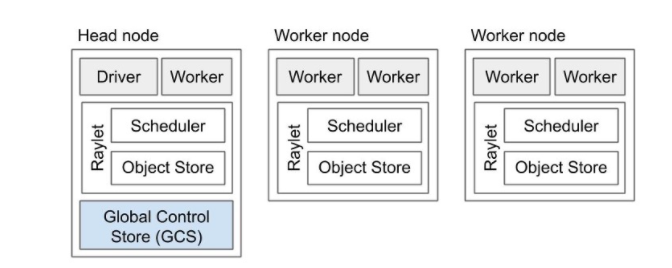 Head node
Driver Worker
Raylet
Scheduler
Object Store
Global Control
Store (GCS)
Worker node
Worker Worker
Raylet
Scheduler
Object Store
Worker node
Worker Worker
Raylet
Scheduler
Object Store